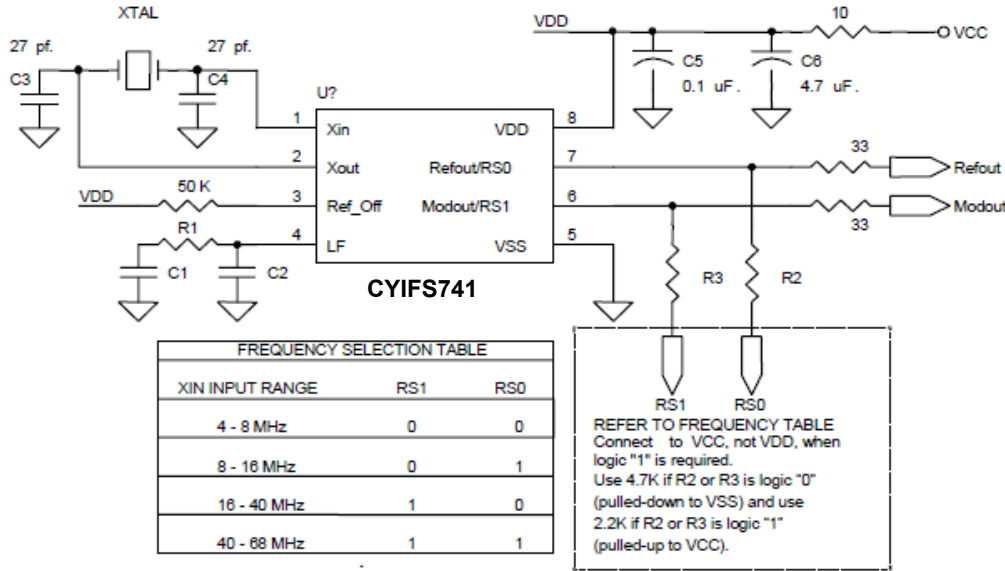 XTAL
27 pf.
27 pf.
C3
C4
VDD
10
VCC
C5
0.1 uF.
C6
4.7 uF.
U?
1
Xin
VDD
8
2
Xout
Refout/RS0
7
33
Refout
VDD
50 K
3
Ref_Off
Modout/RS1
6
33
Modout
R1
4
LF
VSS
5
C1
C2
CYIFS741
R3
R2
RS1
RS0
FREQUENCY SELECTION TABLE
XIN INPUT RANGE RS1 RS0
4 - 8 MHz 0 0
8 - 16 MHz 0 1
16 - 40 MHz 1 0
40 - 68 MHz 1 1
REFER TO FREQUENCY TABLE
Connect to VCC, not VDD, when
logic "1" is required.
Use 4.7K if R2 or R3 is logic "0"
(pulled-down to VSS) and use
2.2K if R2 or R3 is logic "1"
(pulled-up to VCC).